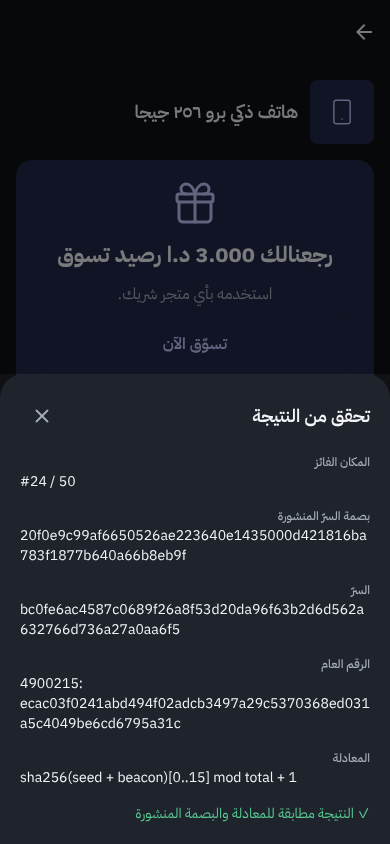 هاتف ذكي برو ٢٥٦ جيجا
رجعنالك 3.000 د.ا رصيد تسوق
استخدمه بأي متجر شريك.
تسوّق الآن
تحقق من النتيجة
المكان الفائز
#24 / 50
بصمة السرّ المنشورة
20f0e9c99af6650526ae223640e1435000d421816ba
783f1877b640a66b8eb9f
السرّ
bc0fe6ac4587c0689f26a8f53d20da96f63b2d6d562a
632766d736a27a0aa6f5
الرقم العام
4900215:
ecac03f0241abd494f02adcb3497a29c5370368ed031
a5c4049be6cd6795a31c
المعادلة
sha256(seed + beacon)[0..15] mod total + 1
✓ النتيجة مطابقة للمعادلة والبصمة المنشورة